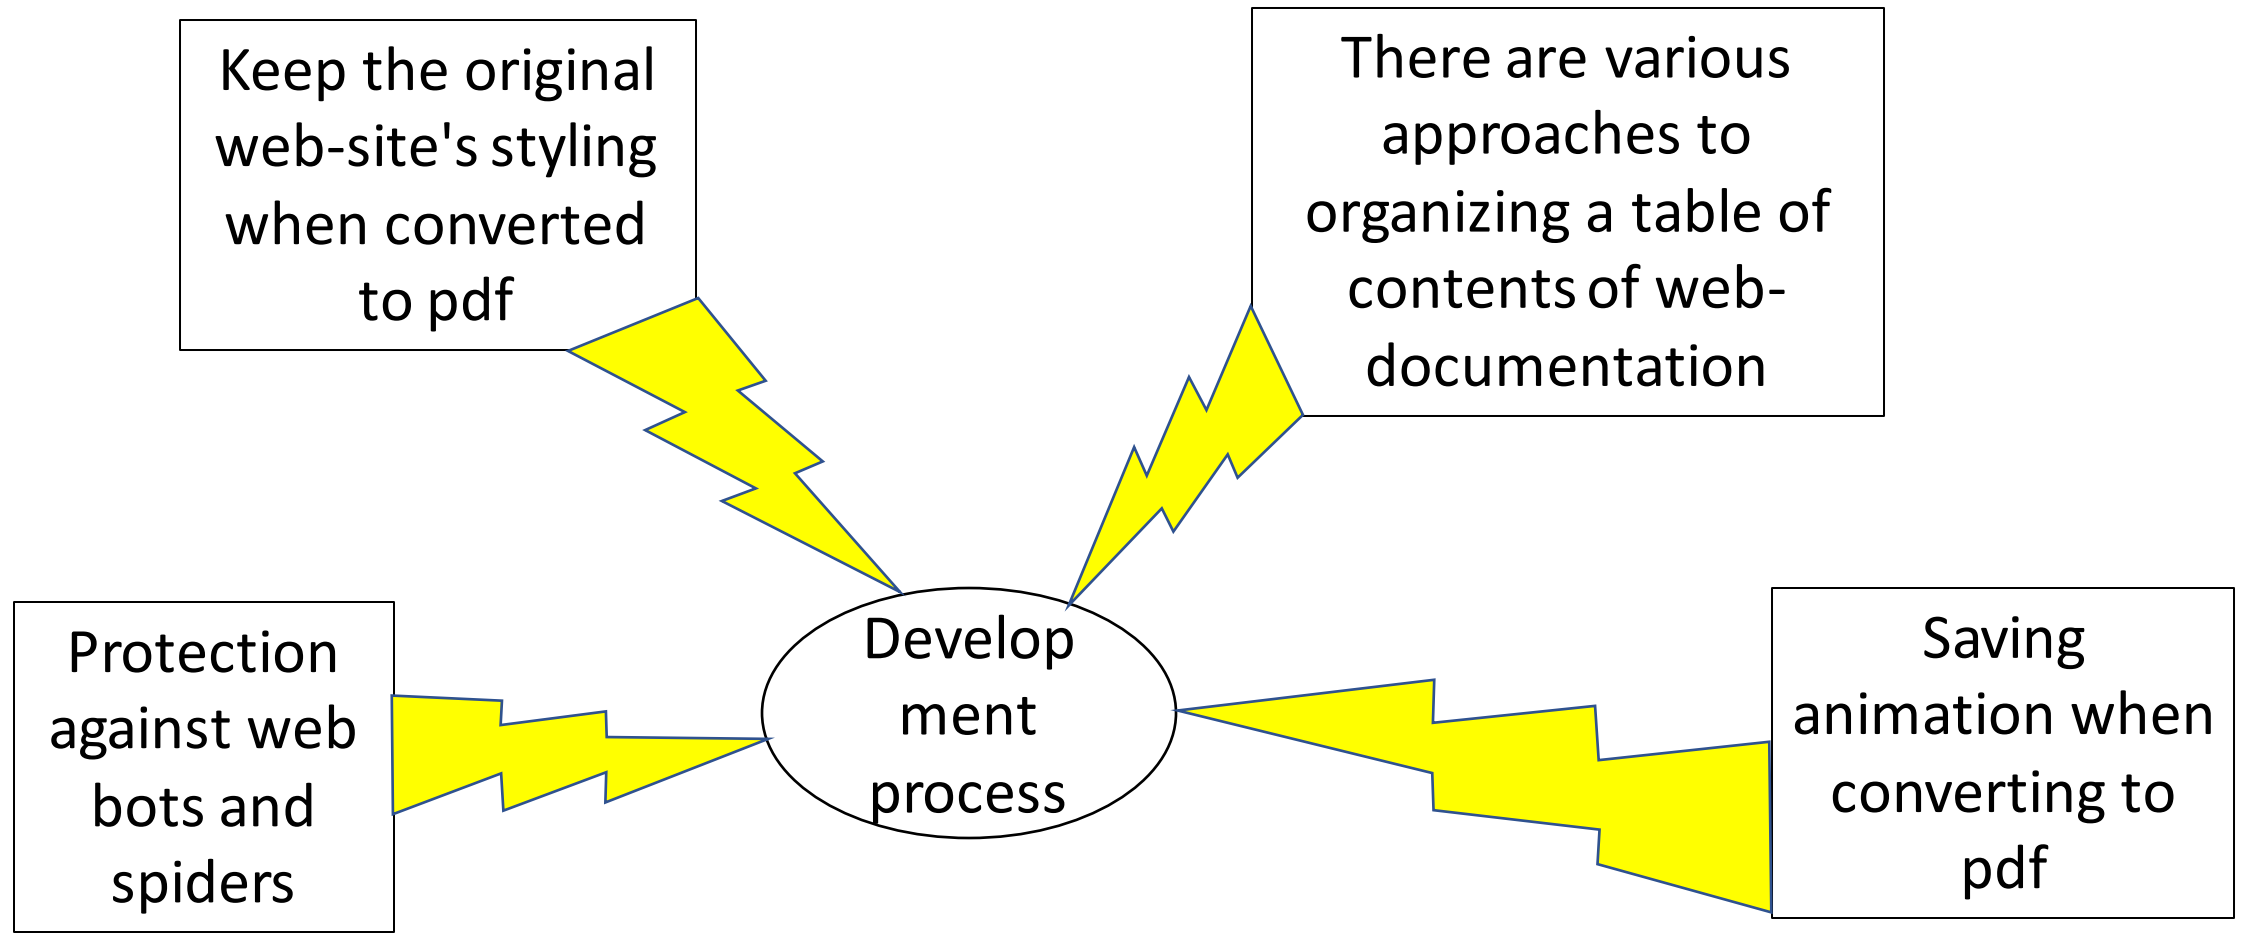 Keep the original
web-site's styling
when converted
to pdf
There are various
approaches to
organizing a table of
contents of web-
documentation
Protection
against web
bots and
spiders
Develop
ment
process
Saving
animation when
converting to
pdf